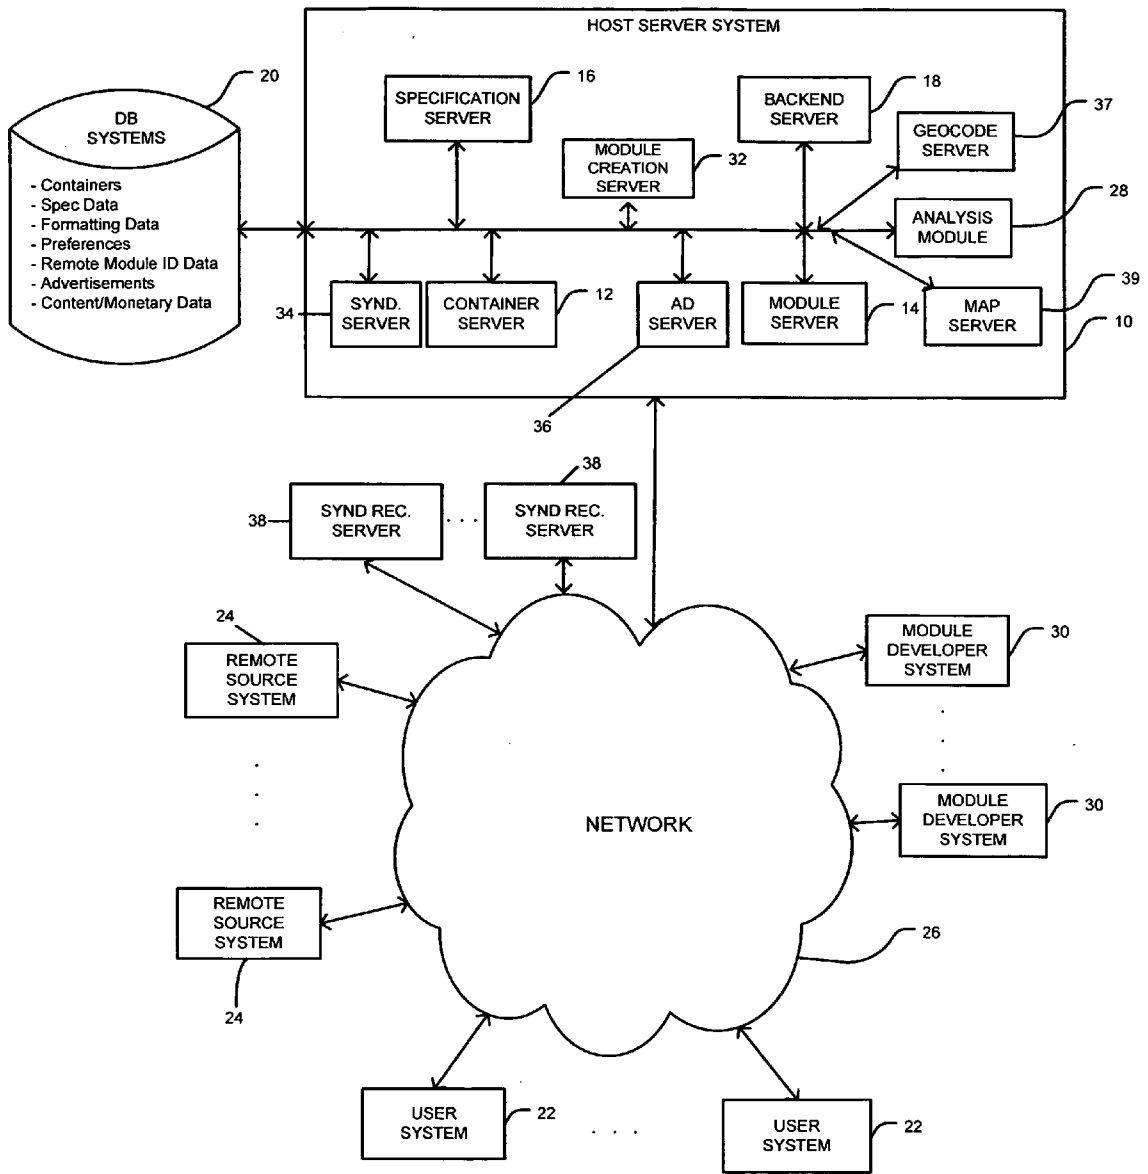 HOST SERVER SYSTEM
20
DB
SYSTEMS
- Containers
- Spec Data
- Formatting Data
- Preferences
- Remote Module ID Data
- Advertisements
- Content/Monetary Data
SPECIFICATION
SERVER
16
MODULE
CREATION
SERVER
32
BACKEND
SERVER
18
GEOCODE
SERVER
37
ANALYSIS
MODULE
28
34
SYND.
SERVER
CONTAINER
SERVER
12
AD
SERVER
36
MODULE
SERVER
14
MAP
SERVER
39
10
38
SYND REC.
SERVER
. . .
38
SYND REC.
SERVER
24
REMOTE
SOURCE
SYSTEM
MODULE
DEVELOPER
SYSTEM
30
NETWORK
MODULE
DEVELOPER
SYSTEM
30
REMOTE
SOURCE
SYSTEM
24
26
USER
SYSTEM
22
. . .
USER
SYSTEM
22